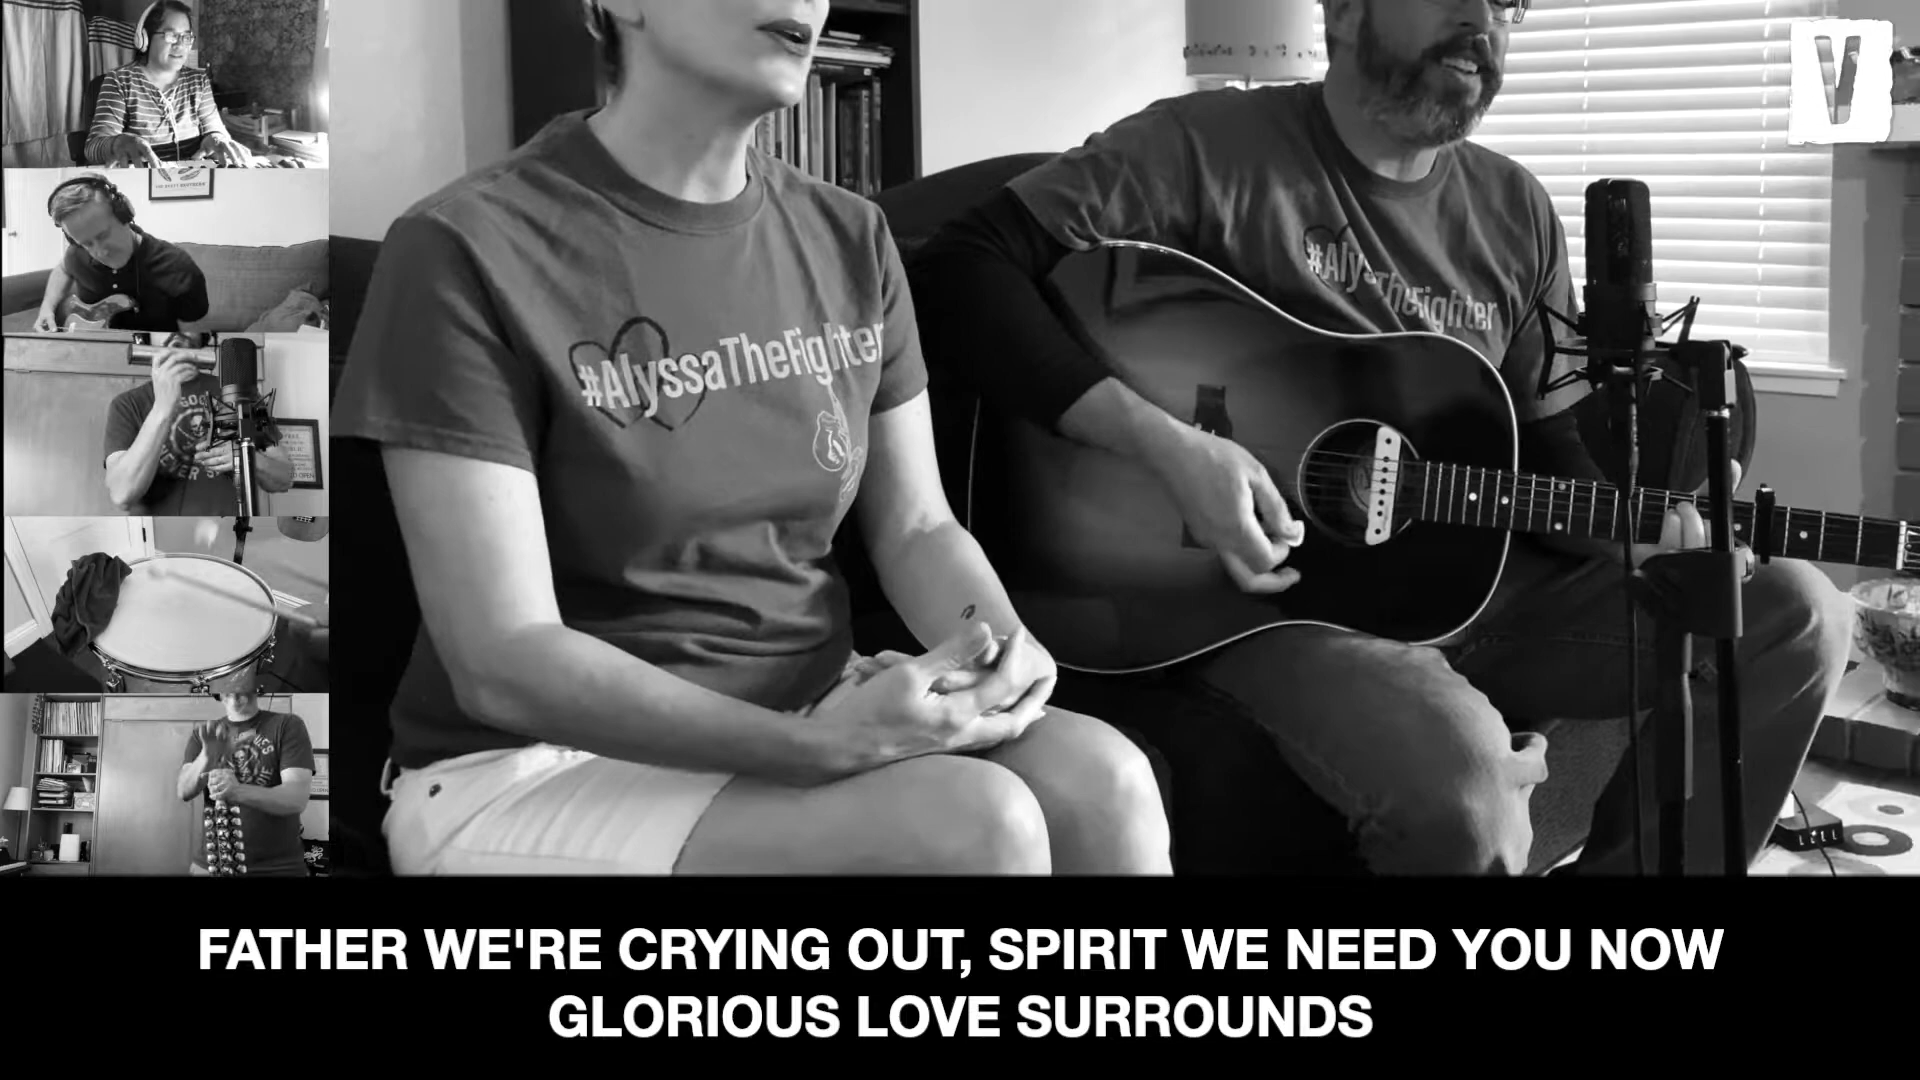 V
#AlyssaTheFighter
#AlyssaTheFighter
FATHER WE'RE CRYING OUT, SPIRIT WE NEED YOU NOW
GLORIOUS LOVE SURROUNDS